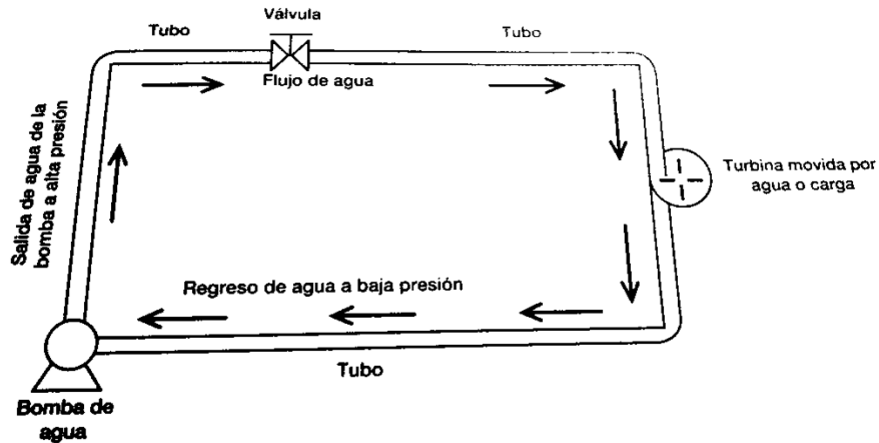 Válvula
Tubo
Tubo
Flujo de agua
Salida de agua de la
bomba a alta presión
Turbina movida por
agua o carga
Regreso de agua a baja presión
Tubo
Bomba de
agua